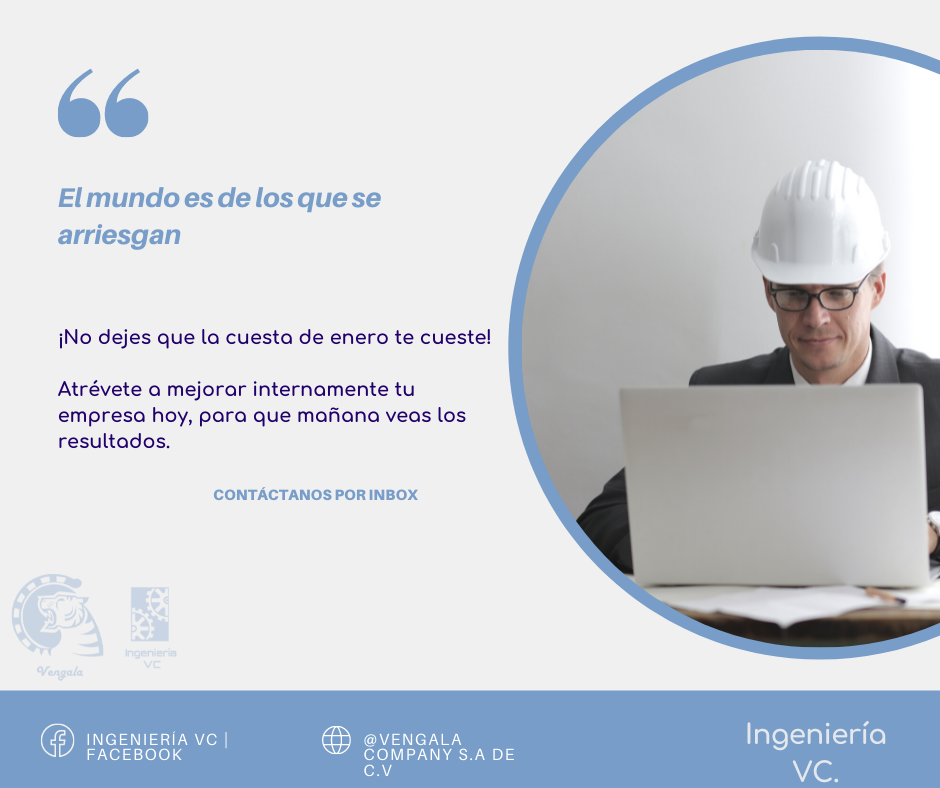 El mundo es de los que se
arriesgan
¡No dejes que la cuesta de enero te cueste!
Atrévete a mejorar internamente tu
empresa hoy, para que mañana veas los
resultados.
CONTÁCTANOS POR INBOX
Vengala
Ingeniería
VC
INGENIERÍA VC |
FACEBOOK
@VENGALA
COMPANY S.A DE
C.V
Ingeniería
VC.